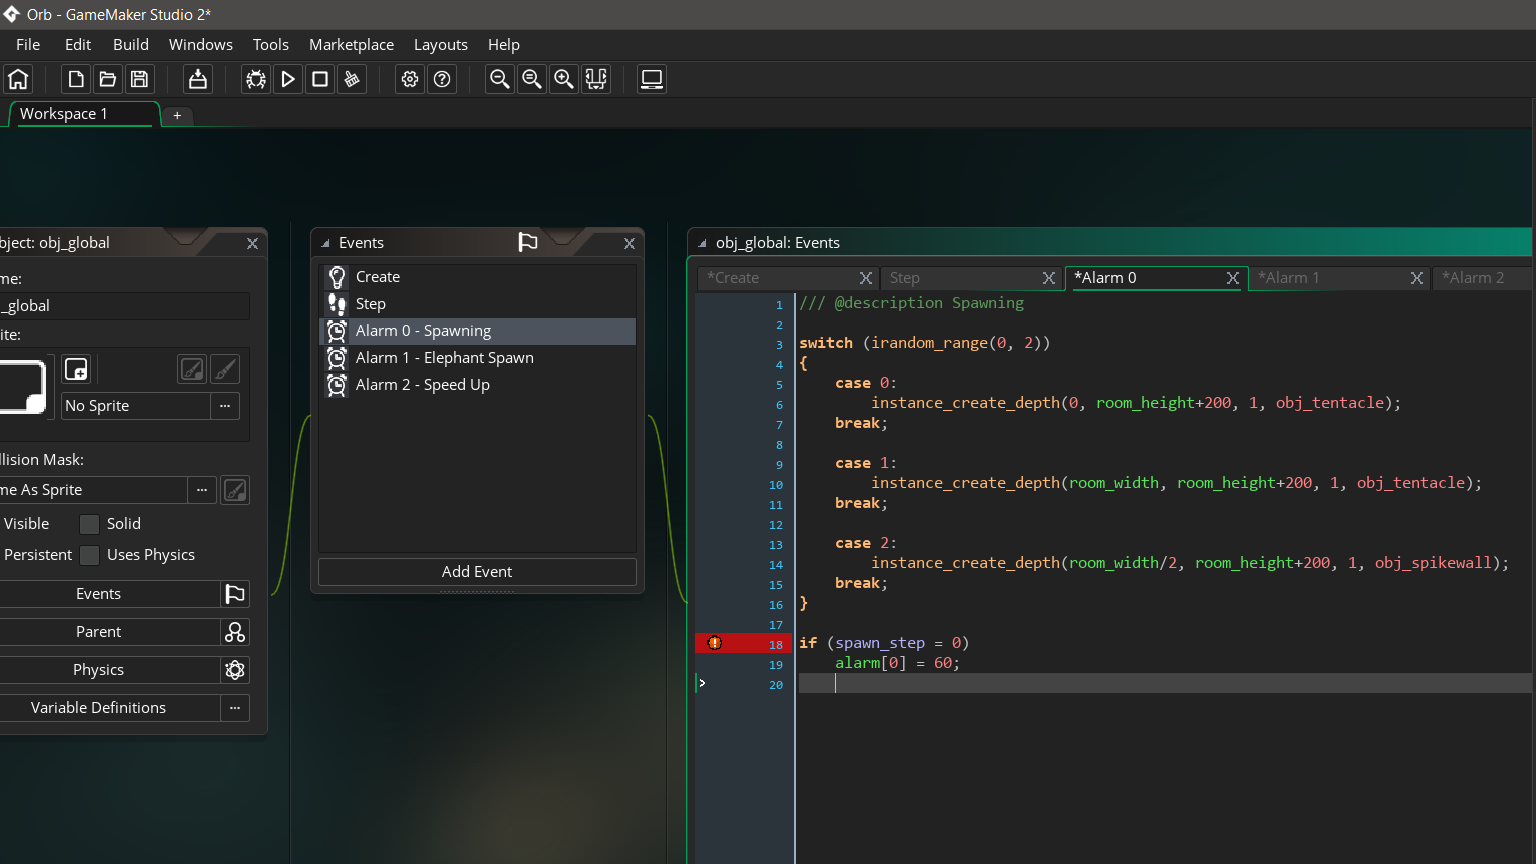 Orb - GameMaker Studio 2*
File Edit Build Windows Tools Marketplace Layouts Help
Workspace 1 +
bject: obj_global
me:
_global
ite:
No Sprite ...
llision Mask:
me As Sprite ...
Visible Solid
Persistent Uses Physics
Events
Parent
Physics
Variable Definitions ...
Events
Create
Step
Alarm 0 - Spawning
Alarm 1 - Elephant Spawn
Alarm 2 - Speed Up
Add Event
obj_global: Events
*Create Step *Alarm 0 *Alarm 1 *Alarm 2
1 /// @description Spawning
2
3 switch (irandom_range(0, 2))
4 {
5 case 0:
6 instance_create_depth(0, room_height+200, 1, obj_tentacle);
7 break;
8
9 case 1:
10 instance_create_depth(room_width, room_height+200, 1, obj_tentacle);
11 break;
12
13 case 2:
14 instance_create_depth(room_width/2, room_height+200, 1, obj_spikewall);
15 break;
16 }
17
18 if (spawn_step = 0)
19 alarm[0] = 60;
20